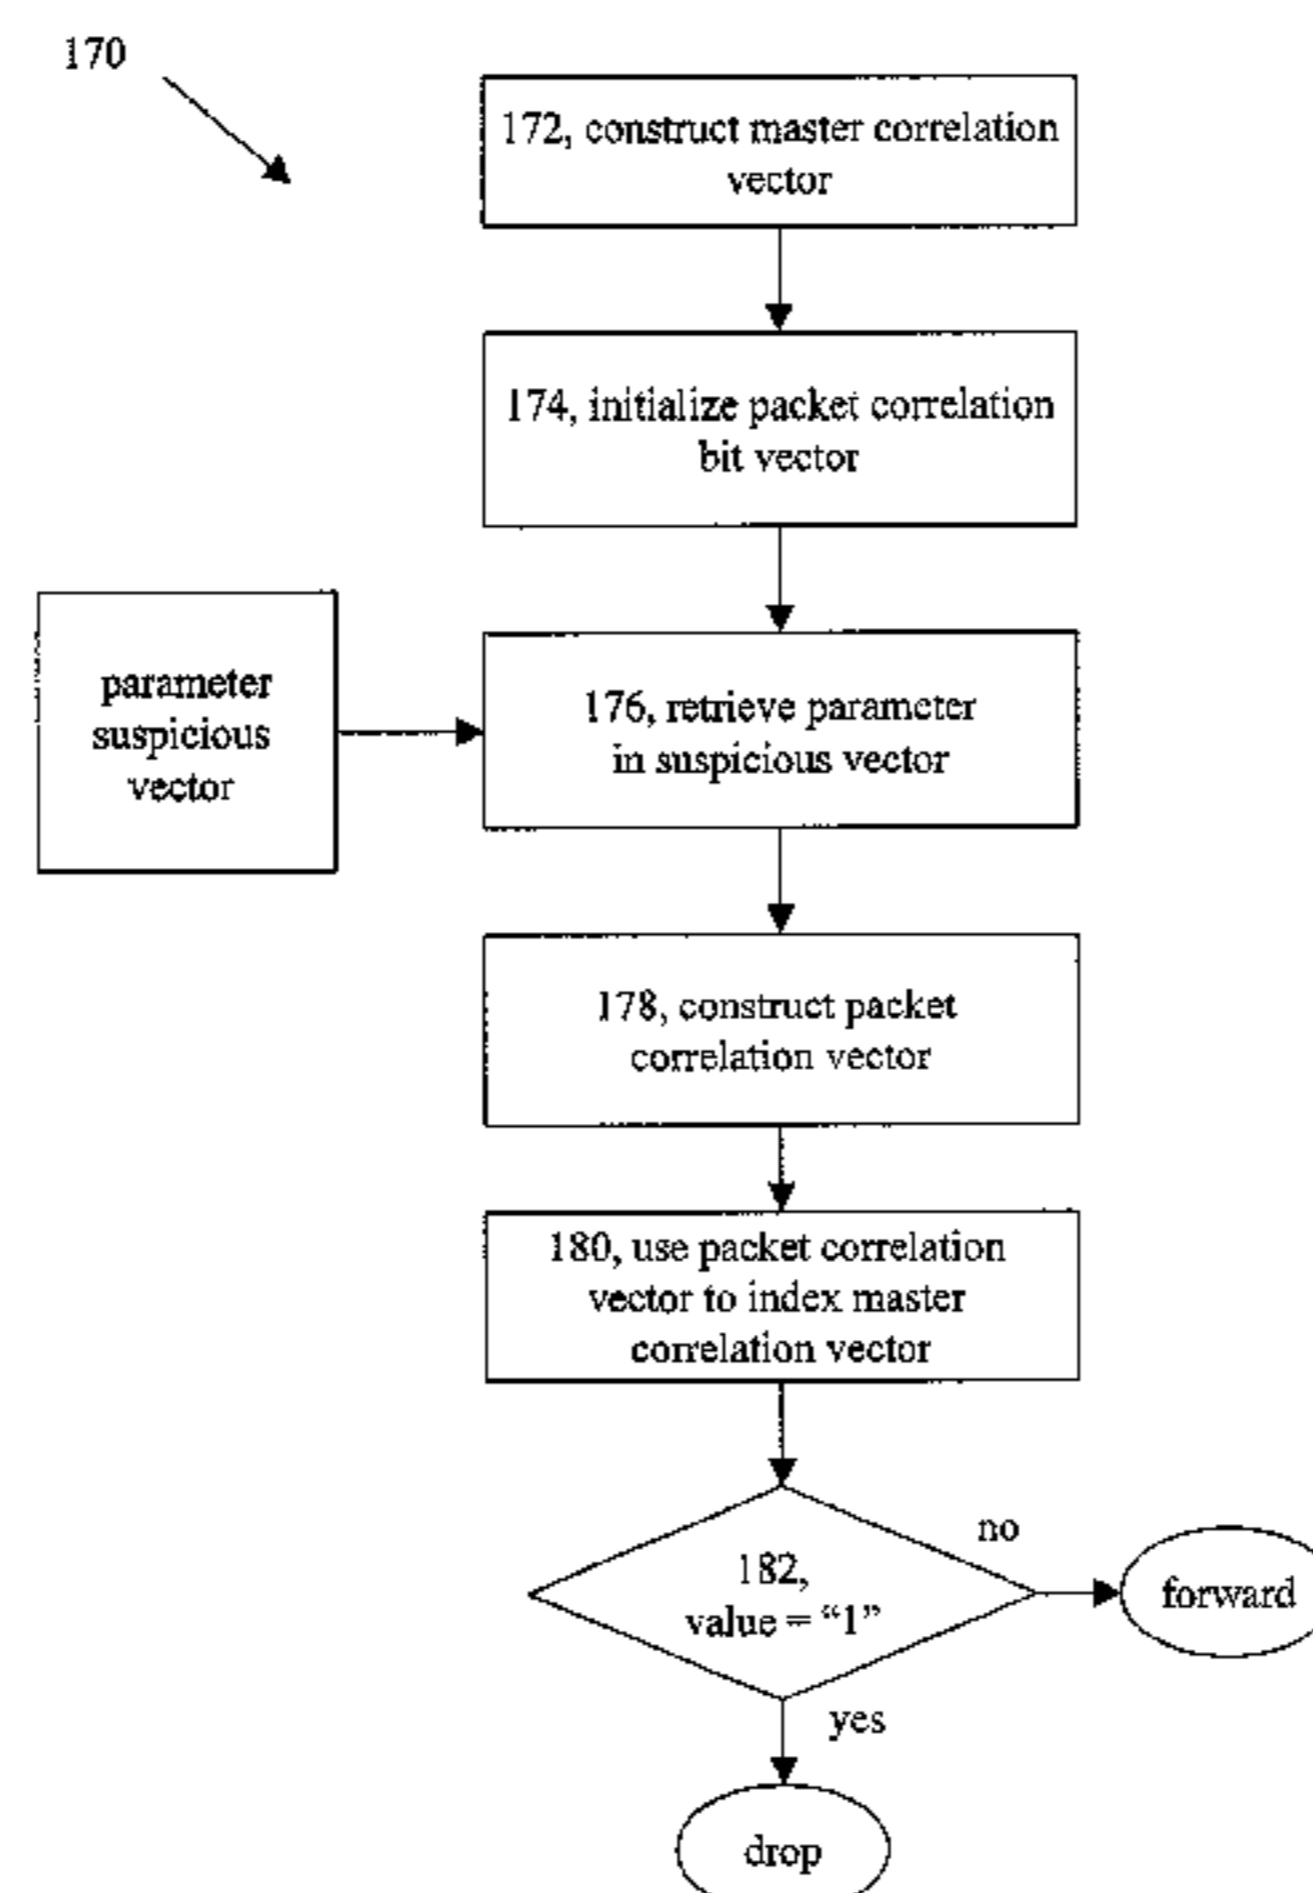 170
172, construct master correlation
vector
174, initialize packet correlation
bit vector
parameter
suspicious
vector
176, retrieve parameter
in suspicious vector
178, construct packet
correlation vector
180, use packet correlation
vector to index master
correlation vector
182,
value = “1”
no
forward
yes
drop